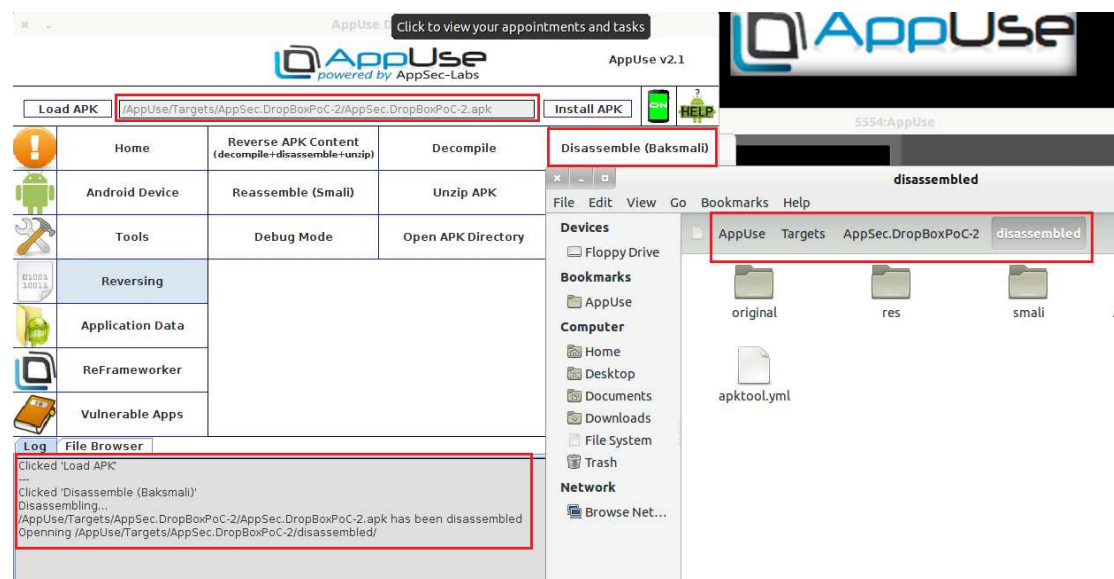 AppUse D
Click to view your appointments and tasks
AppUse
powered by AppSec-Labs
AppUse v2.1
AppUse
Load APK
/AppUse/Targets/AppSec.DropBoxPoC-2/AppSec.DropBoxPoC-2.apk
Install APK
ON
?
HELP
5554:AppUse
Home
Reverse APK Content
(decompile+disassemble+unzip)
Decompile
Disassemble (Baksmali)
Android Device
Reassemble (Smali)
Unzip APK
Tools
Debug Mode
Open APK Directory
01001
10011
Reversing
Application Data
ReFrameworker
Vulnerable Apps
Log
File Browser
Clicked 'Load APK'
---
Clicked 'Disassemble (Baksmali)'
Disassembling...
/AppUse/Targets/AppSec.DropBoxPoC-2/AppSec.DropBoxPoC-2.apk has been disassembled
Openning /AppUse/Targets/AppSec.DropBoxPoC-2/disassembled/
disassembled
File Edit View Go Bookmarks Help
Devices
Floppy Drive
Bookmarks
AppUse
Computer
Home
Desktop
Documents
Downloads
File System
Trash
Network
Browse Net...
AppUse Targets AppSec.DropBoxPoC-2 disassembled
original
res
smali
apktool.yml